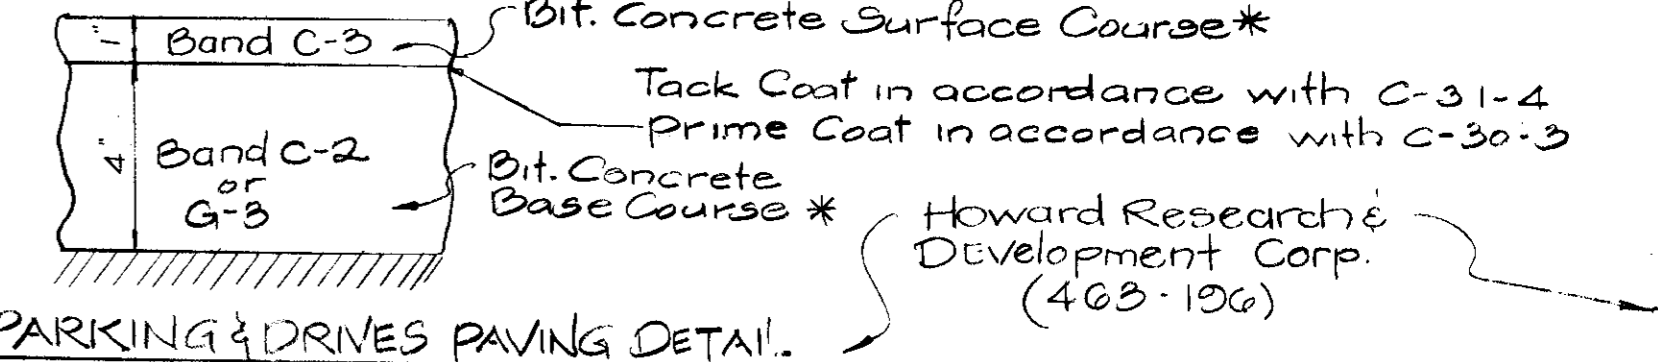 Bit. Concrete Surface Course*
1" Band C-3
Tack Coat in accordance with C-31-4
Prime Coat in accordance with C-30-3
4" Band C-2
or
G-3
Bit. Concrete
Base Course *
Howard Research &
Development Corp.
(463-196)
PARKING & DRIVES PAVING DETAIL